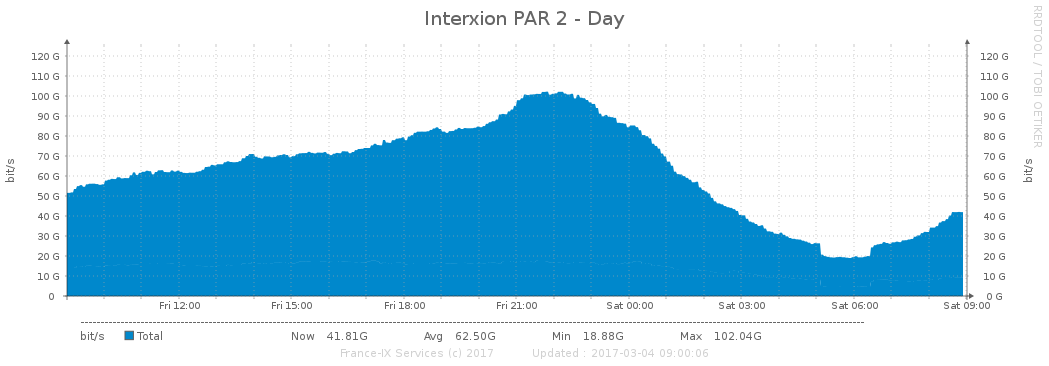 Interxion PAR 2 - Day
RRDTOOL / TOBI OETIKER
bit/s
120 G
110 G
100 G
90 G
80 G
70 G
60 G
50 G
40 G
30 G
20 G
10 G
0
120 G
110 G
100 G
90 G
80 G
70 G
60 G
50 G
40 G
30 G
20 G
10 G
0 G
bit/s
Fri 12:00 Fri 15:00 Fri 18:00 Fri 21:00 Sat 00:00 Sat 03:00 Sat 06:00 Sat 09:00
bit/s Total Now 41.81G Avg 62.50G Min 18.88G Max 102.04G
France-IX Services (c) 2017 Updated : 2017-03-04 09:00:06